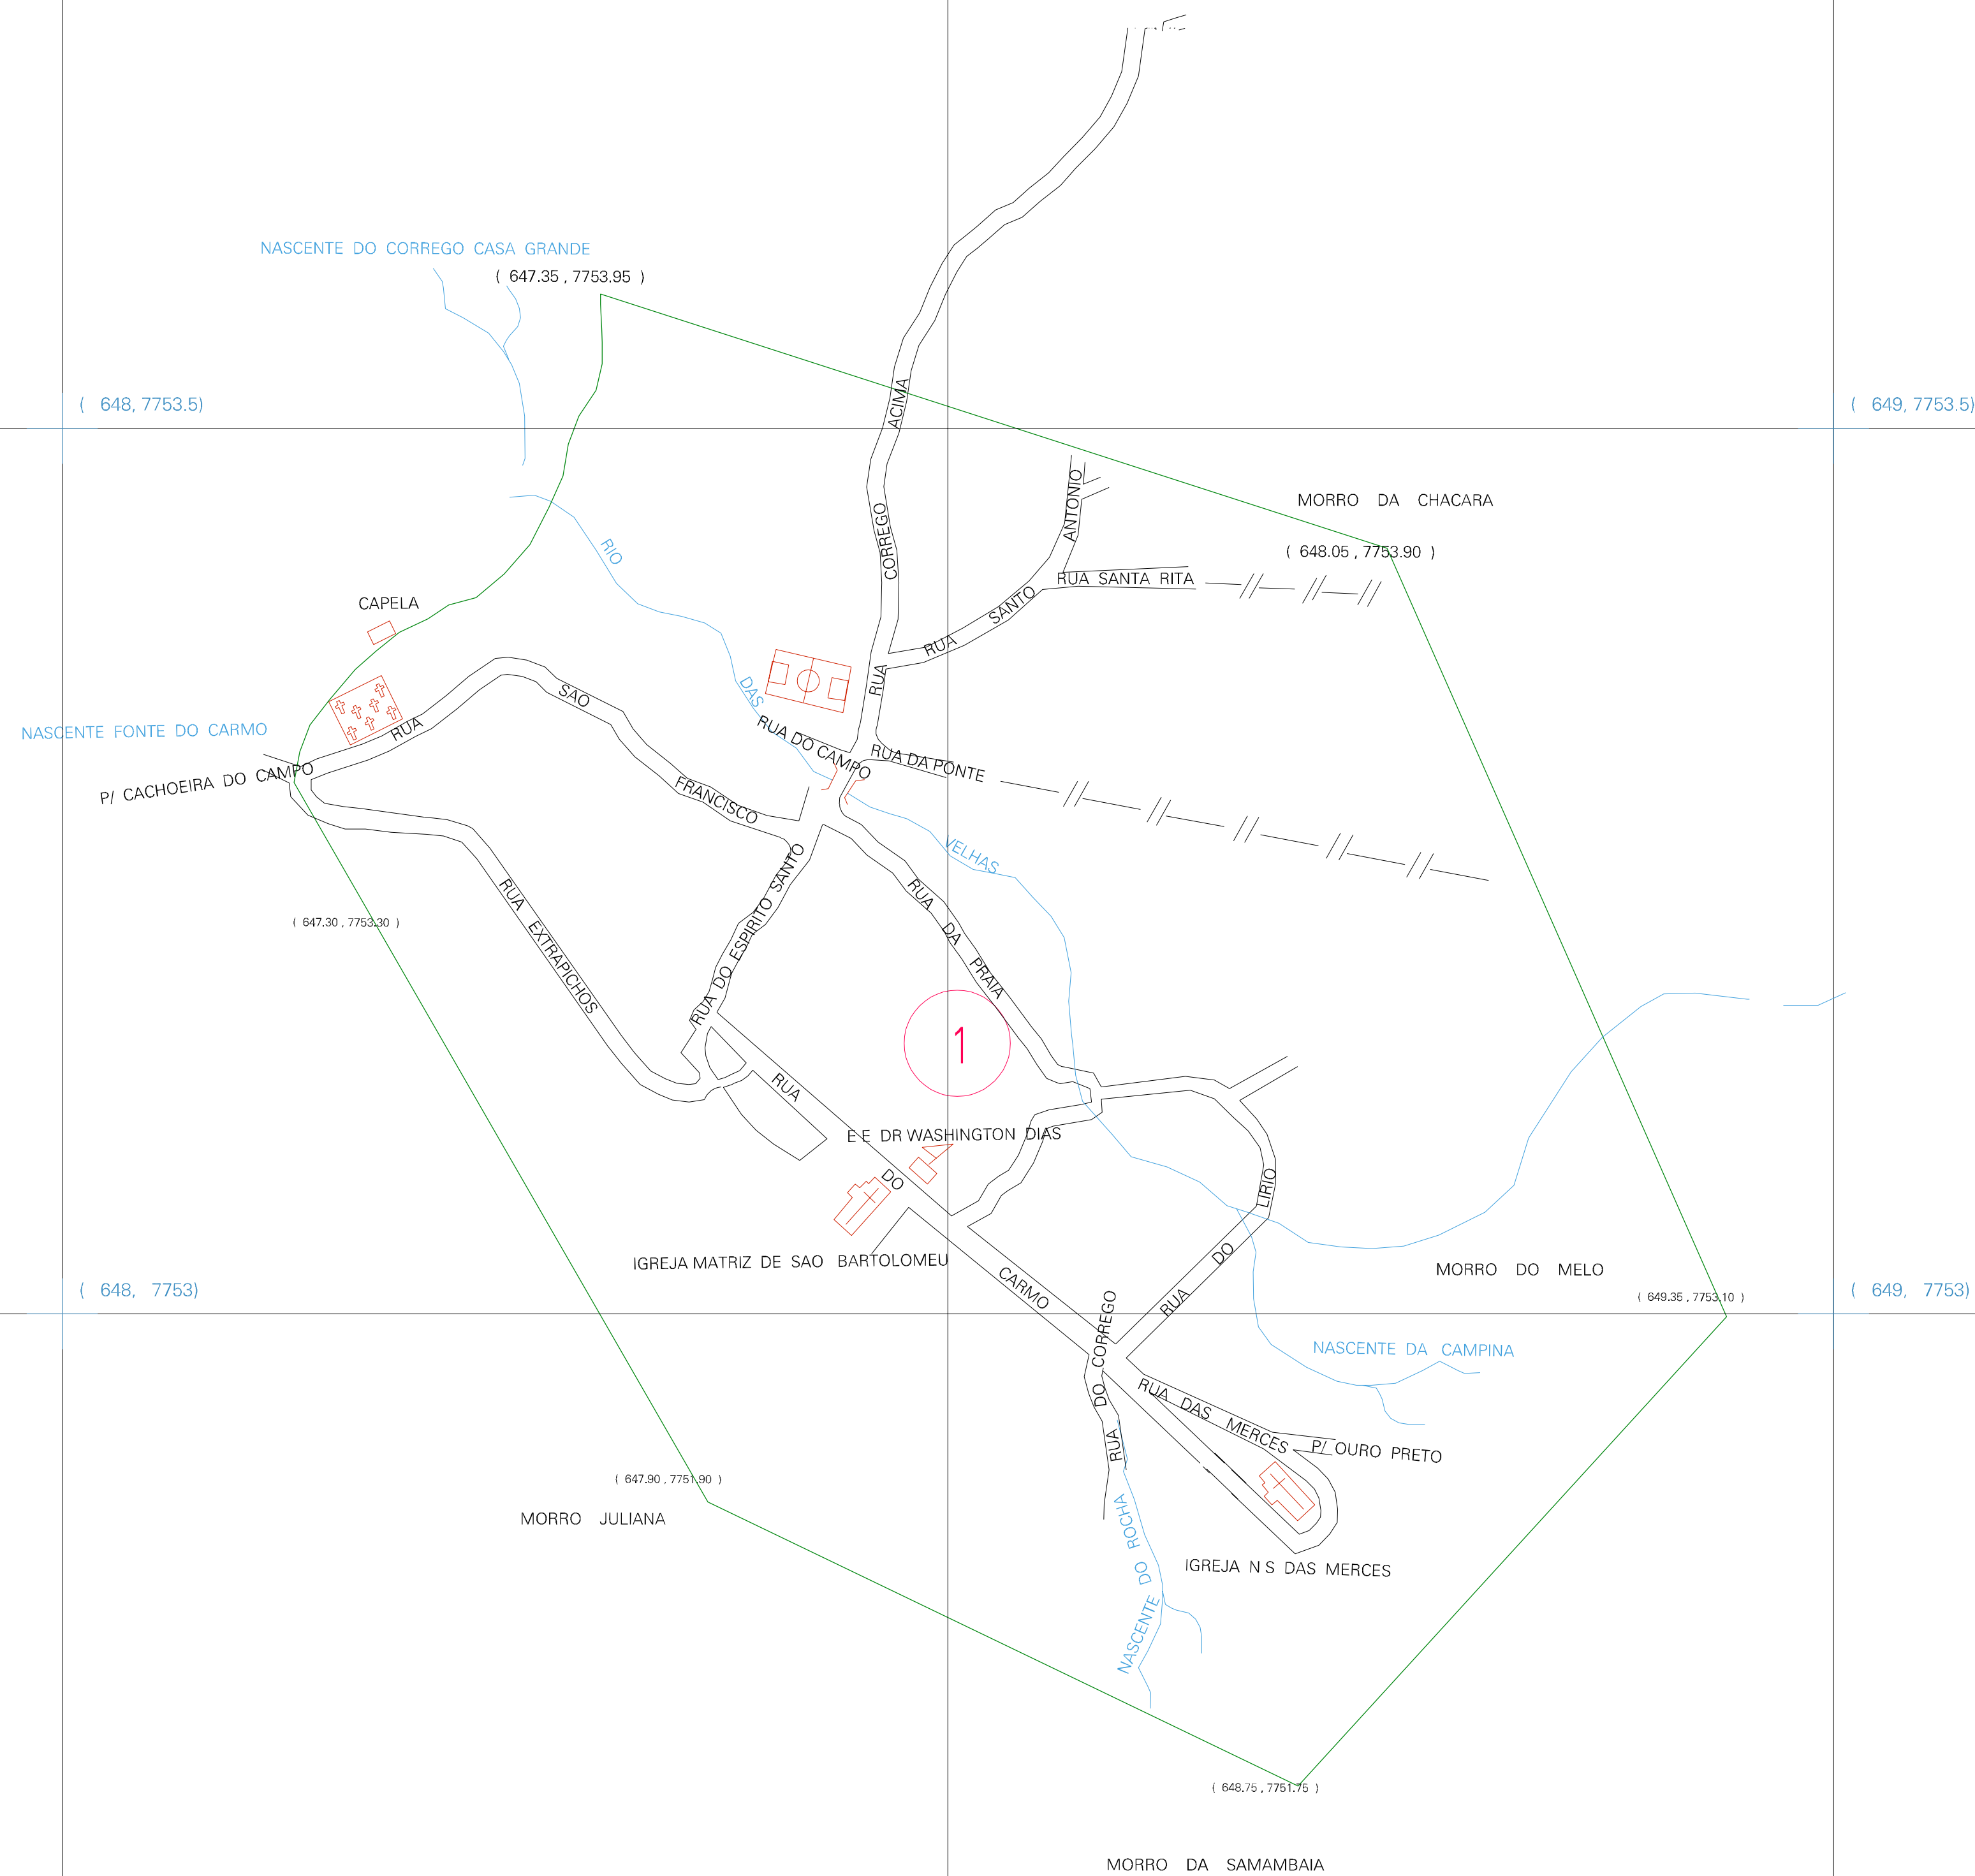 NASCENTE DO CORREGO CASA GRANDE
( 647.35 , 7753.95 )
( 648, 7753.5)
( 649, 7753.5)
RUA CORREGO ACIMA
MORRO DA CHACARA
( 648.05 , 7753.90 )
RUA SANTO ANTONIO
RUA SANTA RITA
RIO DAS VELHAS
CAPELA
RUA SAO FRANCISCO
NASCENTE FONTE DO CARMO
P/ CACHOEIRA DO CAMPO
RUA DO CAMPO
RUA DA PONTE
RUA EXTRAPICHOS
RUA DO ESPIRITO SANTO
RUA DA PRAIA
( 647.30 , 7753.30 )
1
RUA DO CARMO
E E DR WASHINGTON DIAS
IGREJA MATRIZ DE SAO BARTOLOMEU
RUA DO LIRIO
MORRO DO MELO
( 649.35 , 7753.10 )
( 648, 7753)
( 649, 7753)
RUA DO CORREGO
NASCENTE DA CAMPINA
RUA DAS MERCES
P/ OURO PRETO
( 647.90 , 7751.90 )
MORRO JULIANA
NASCENTE DO ROCHA
IGREJA N S DAS MERCES
( 648.75 , 7751.75 )
MORRO DA SAMAMBAIA